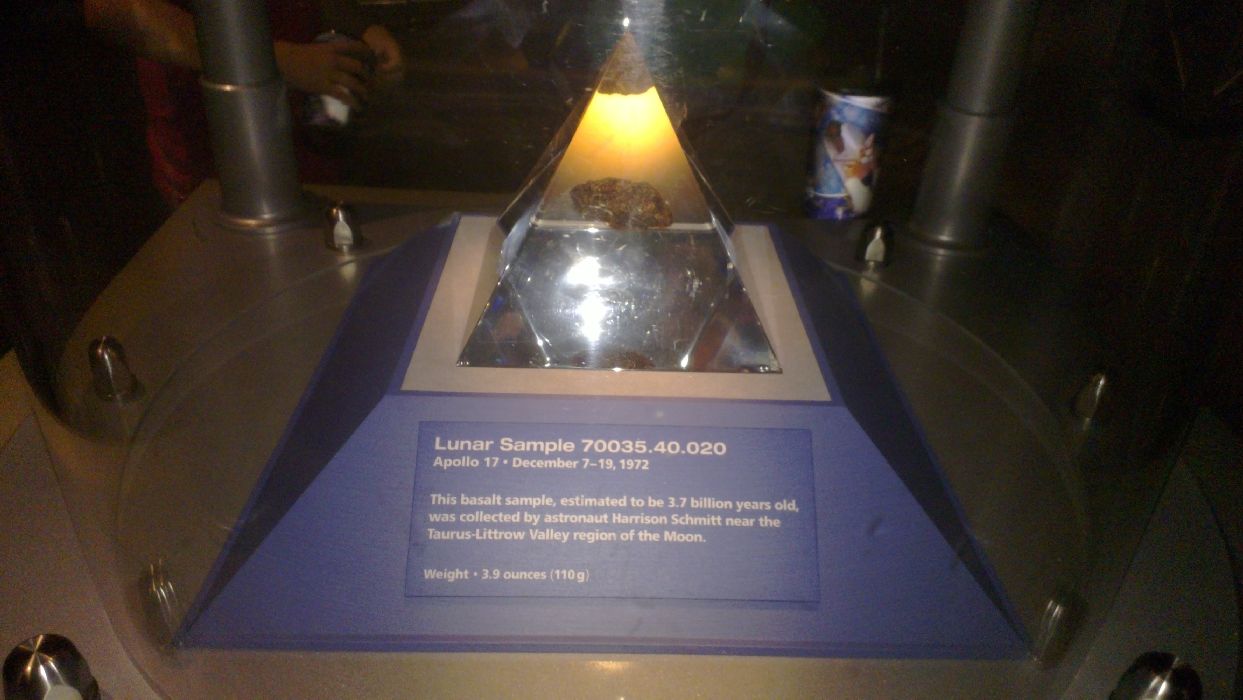 Lunar Sample 70035.40.020
Apollo 17 • December 7–19, 1972
This basalt sample, estimated to be 3.7 billion years old,
was collected by astronaut Harrison Schmitt near the
Taurus-Littrow Valley region of the Moon.
Weight • 3.9 ounces (110 g)